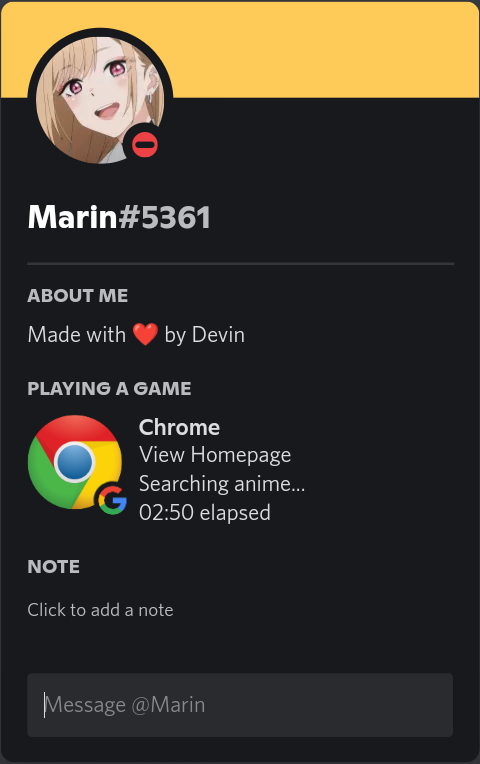 Marin#5361
ABOUT ME
Made with ❤️ by Devin
PLAYING A GAME
Chrome
View Homepage
Searching anime...
02:50 elapsed
NOTE
Click to add a note
Message @Marin